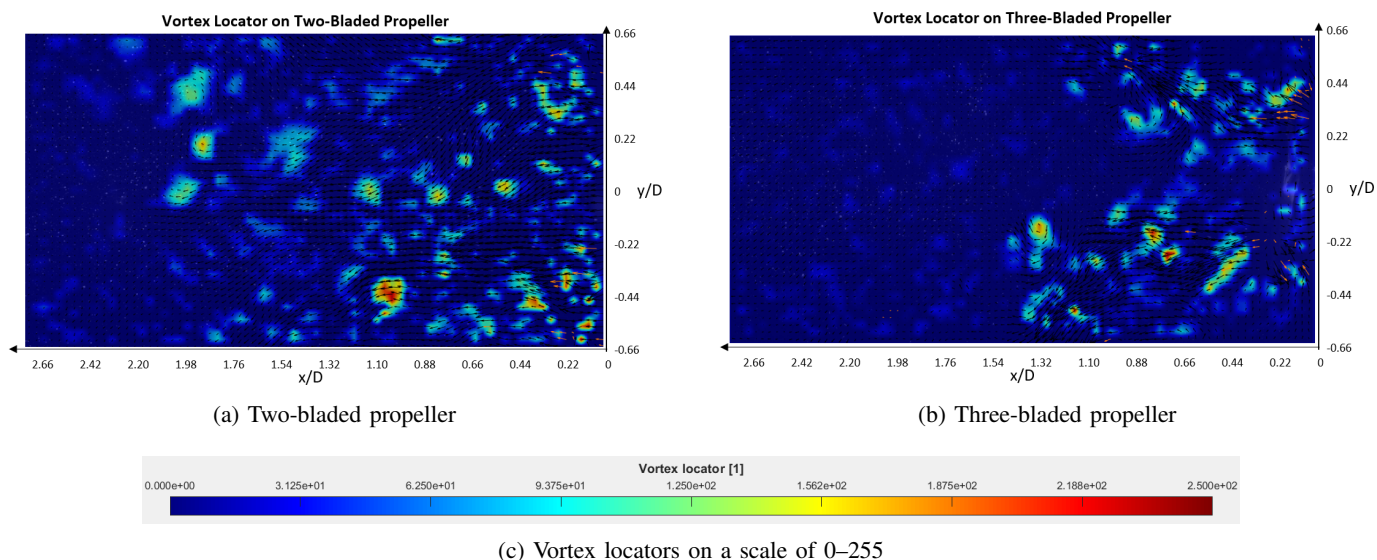 Vortex Locator on Two-Bladed Propeller
0.66
0.44
0.22
0
y/D
-0.22
-0.44
-0.66
2.66 2.42 2.20 1.98 1.76 1.54 1.32 1.10 0.88 0.66 0.44 0.22 0
x/D
(a) Two-bladed propeller
Vortex Locator on Three-Bladed Propeller
0.66
0.44
0.22
0
y/D
-0.22
-0.44
-0.66
2.66 2.42 2.20 1.98 1.76 1.54 1.32 1.10 0.88 0.66 0.44 0.22 0
x/D
(b) Three-bladed propeller
Vortex locator [1]
0.000e+00 3.125e+01 6.250e+01 9.375e+01 1.250e+02 1.562e+02 1.875e+02 2.188e+02 2.500e+02
(c) Vortex locators on a scale of 0–255